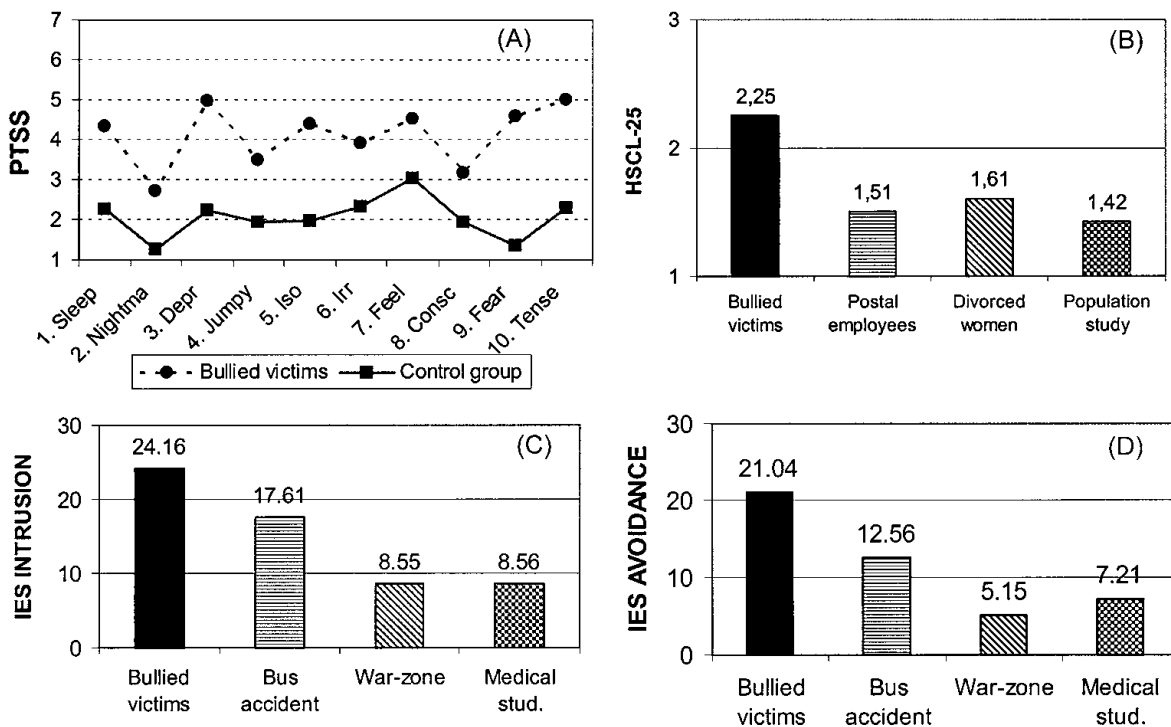 (A)
PTSS
7
6
5
4
3
2
1
1. Sleep
2. Nightma
3. Depr
4. Jumpy
5. Iso
6. Irr
7. Feel
8. Consc
9. Fear
10. Tense
Bullied victims Control group
(B)
HSCL-25
3
2
1
2,25
1,51
1,61
1,42
Bullied
victims
Postal
employees
Divorced
women
Population
study
(C)
IES INTRUSION
30
20
10
0
24.16
17.61
8.55
8.56
Bullied
victims
Bus
accident
War-zone
Medical
stud.
(D)
IES AVOIDANCE
30
20
10
0
21.04
12.56
5.15
7.21
Bullied
victims
Bus
accident
War-zone
Medical
stud.